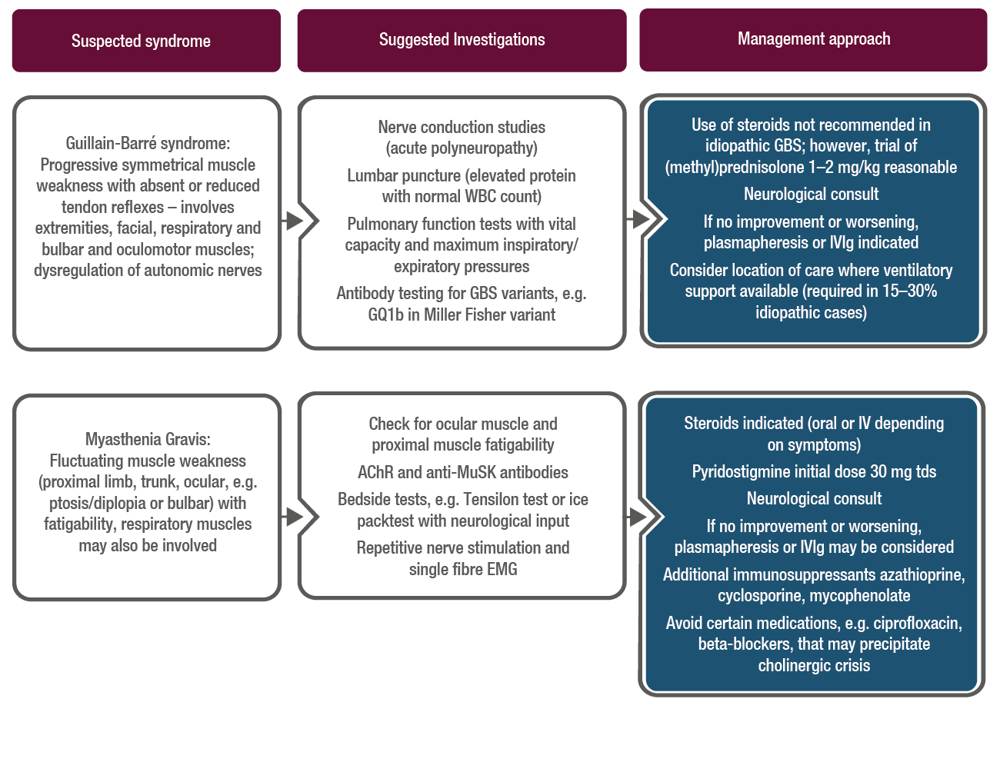 Suspected syndrome
Suggested Investigations
Management approach
Guillain-Barré syndrome:
Progressive symmetrical muscle
weakness with absent or reduced
tendon reflexes – involves
extremities, facial, respiratory and
bulbar and oculomotor muscles;
dysregulation of autonomic nerves
Nerve conduction studies
(acute polyneuropathy)
Lumbar puncture (elevated protein
with normal WBC count)
Pulmonary function tests with vital
capacity and maximum inspiratory/
expiratory pressures
Antibody testing for GBS variants, e.g.
GQ1b in Miller Fisher variant
Use of steroids not recommended in
idiopathic GBS; however, trial of
(methyl)prednisolone 1–2 mg/kg reasonable
Neurological consult
If no improvement or worsening,
plasmapheresis or IVIg indicated
Consider location of care where ventilatory
support available (required in 15–30%
idiopathic cases)
Myasthenia Gravis:
Fluctuating muscle weakness
(proximal limb, trunk, ocular, e.g.
ptosis/diplopia or bulbar) with
fatigability, respiratory muscles
may also be involved
Check for ocular muscle and
proximal muscle fatigability
AChR and anti-MuSK antibodies
Bedside tests, e.g. Tensilon test or ice
packtest with neurological input
Repetitive nerve stimulation and
single fibre EMG
Steroids indicated (oral or IV depending
on symptoms)
Pyridostigmine initial dose 30 mg tds
Neurological consult
If no improvement or worsening,
plasmapheresis or IVIg may be considered
Additional immunosuppressants azathioprine,
cyclosporine, mycophenolate
Avoid certain medications, e.g. ciprofloxacin,
beta-blockers, that may precipitate
cholinergic crisis